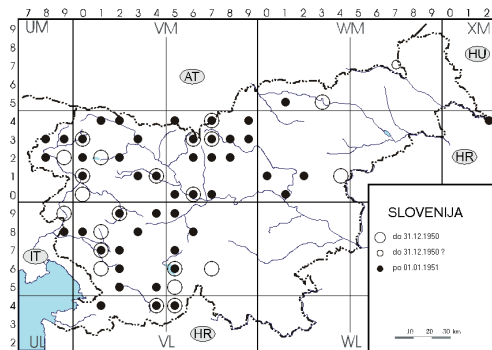 UM VM WM XM
9
8
7
6
5
4
3
2
1
0
9
8
7
6
5
4
3
2
AT
HU
HR
IT
HR
UL VL WL
7 8 9 0 1 2 3 4 5 6 7 8 9 0 1 2 3 4 5 6 7 8 9 0 1 2
SLOVENIJA
do 31.12.1950
do 31.12.1950 ?
po 01.01.1951
10 20 30 km